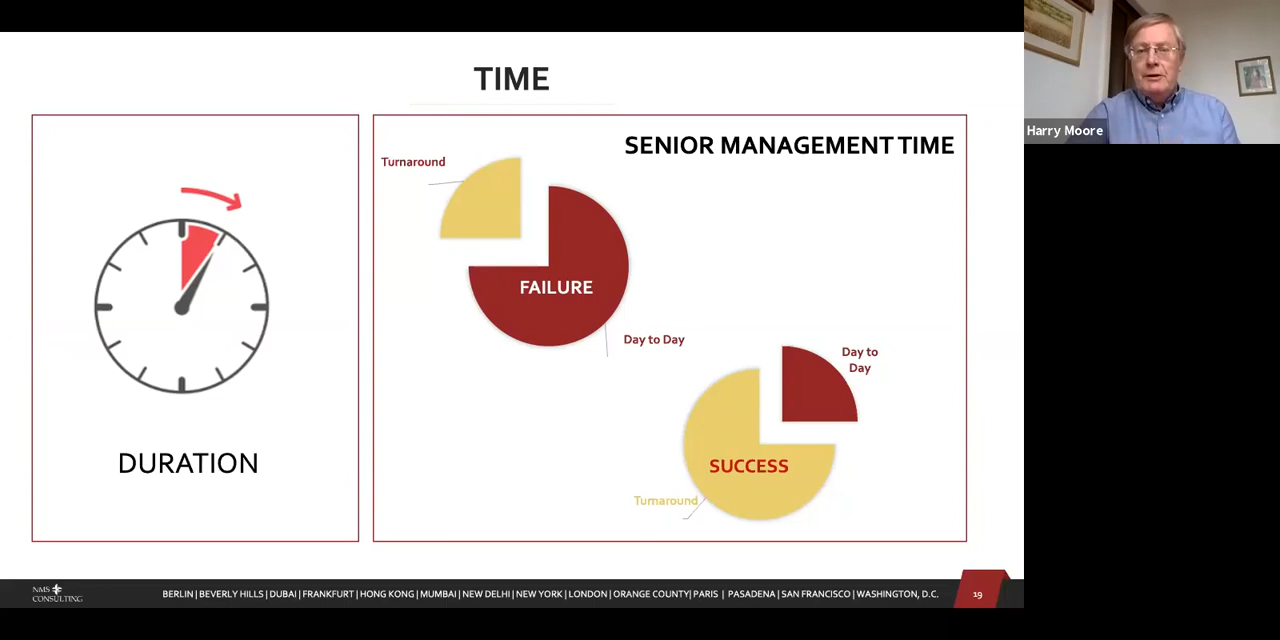 TIME
DURATION
SENIOR MANAGEMENT TIME
Turnaround
FAILURE
Day to Day
Day to
Day
SUCCESS
Turnaround
NMS
CONSULTING
BERLIN | BEVERLY HILLS | DUBAI | FRANKFURT | HONG KONG | MUMBAI | NEW DELHI | NEW YORK | LONDON | ORANGE COUNTY| PARIS | PASADENA | SAN FRANCISCO | WASHINGTON, D.C.
19
Harry Moore